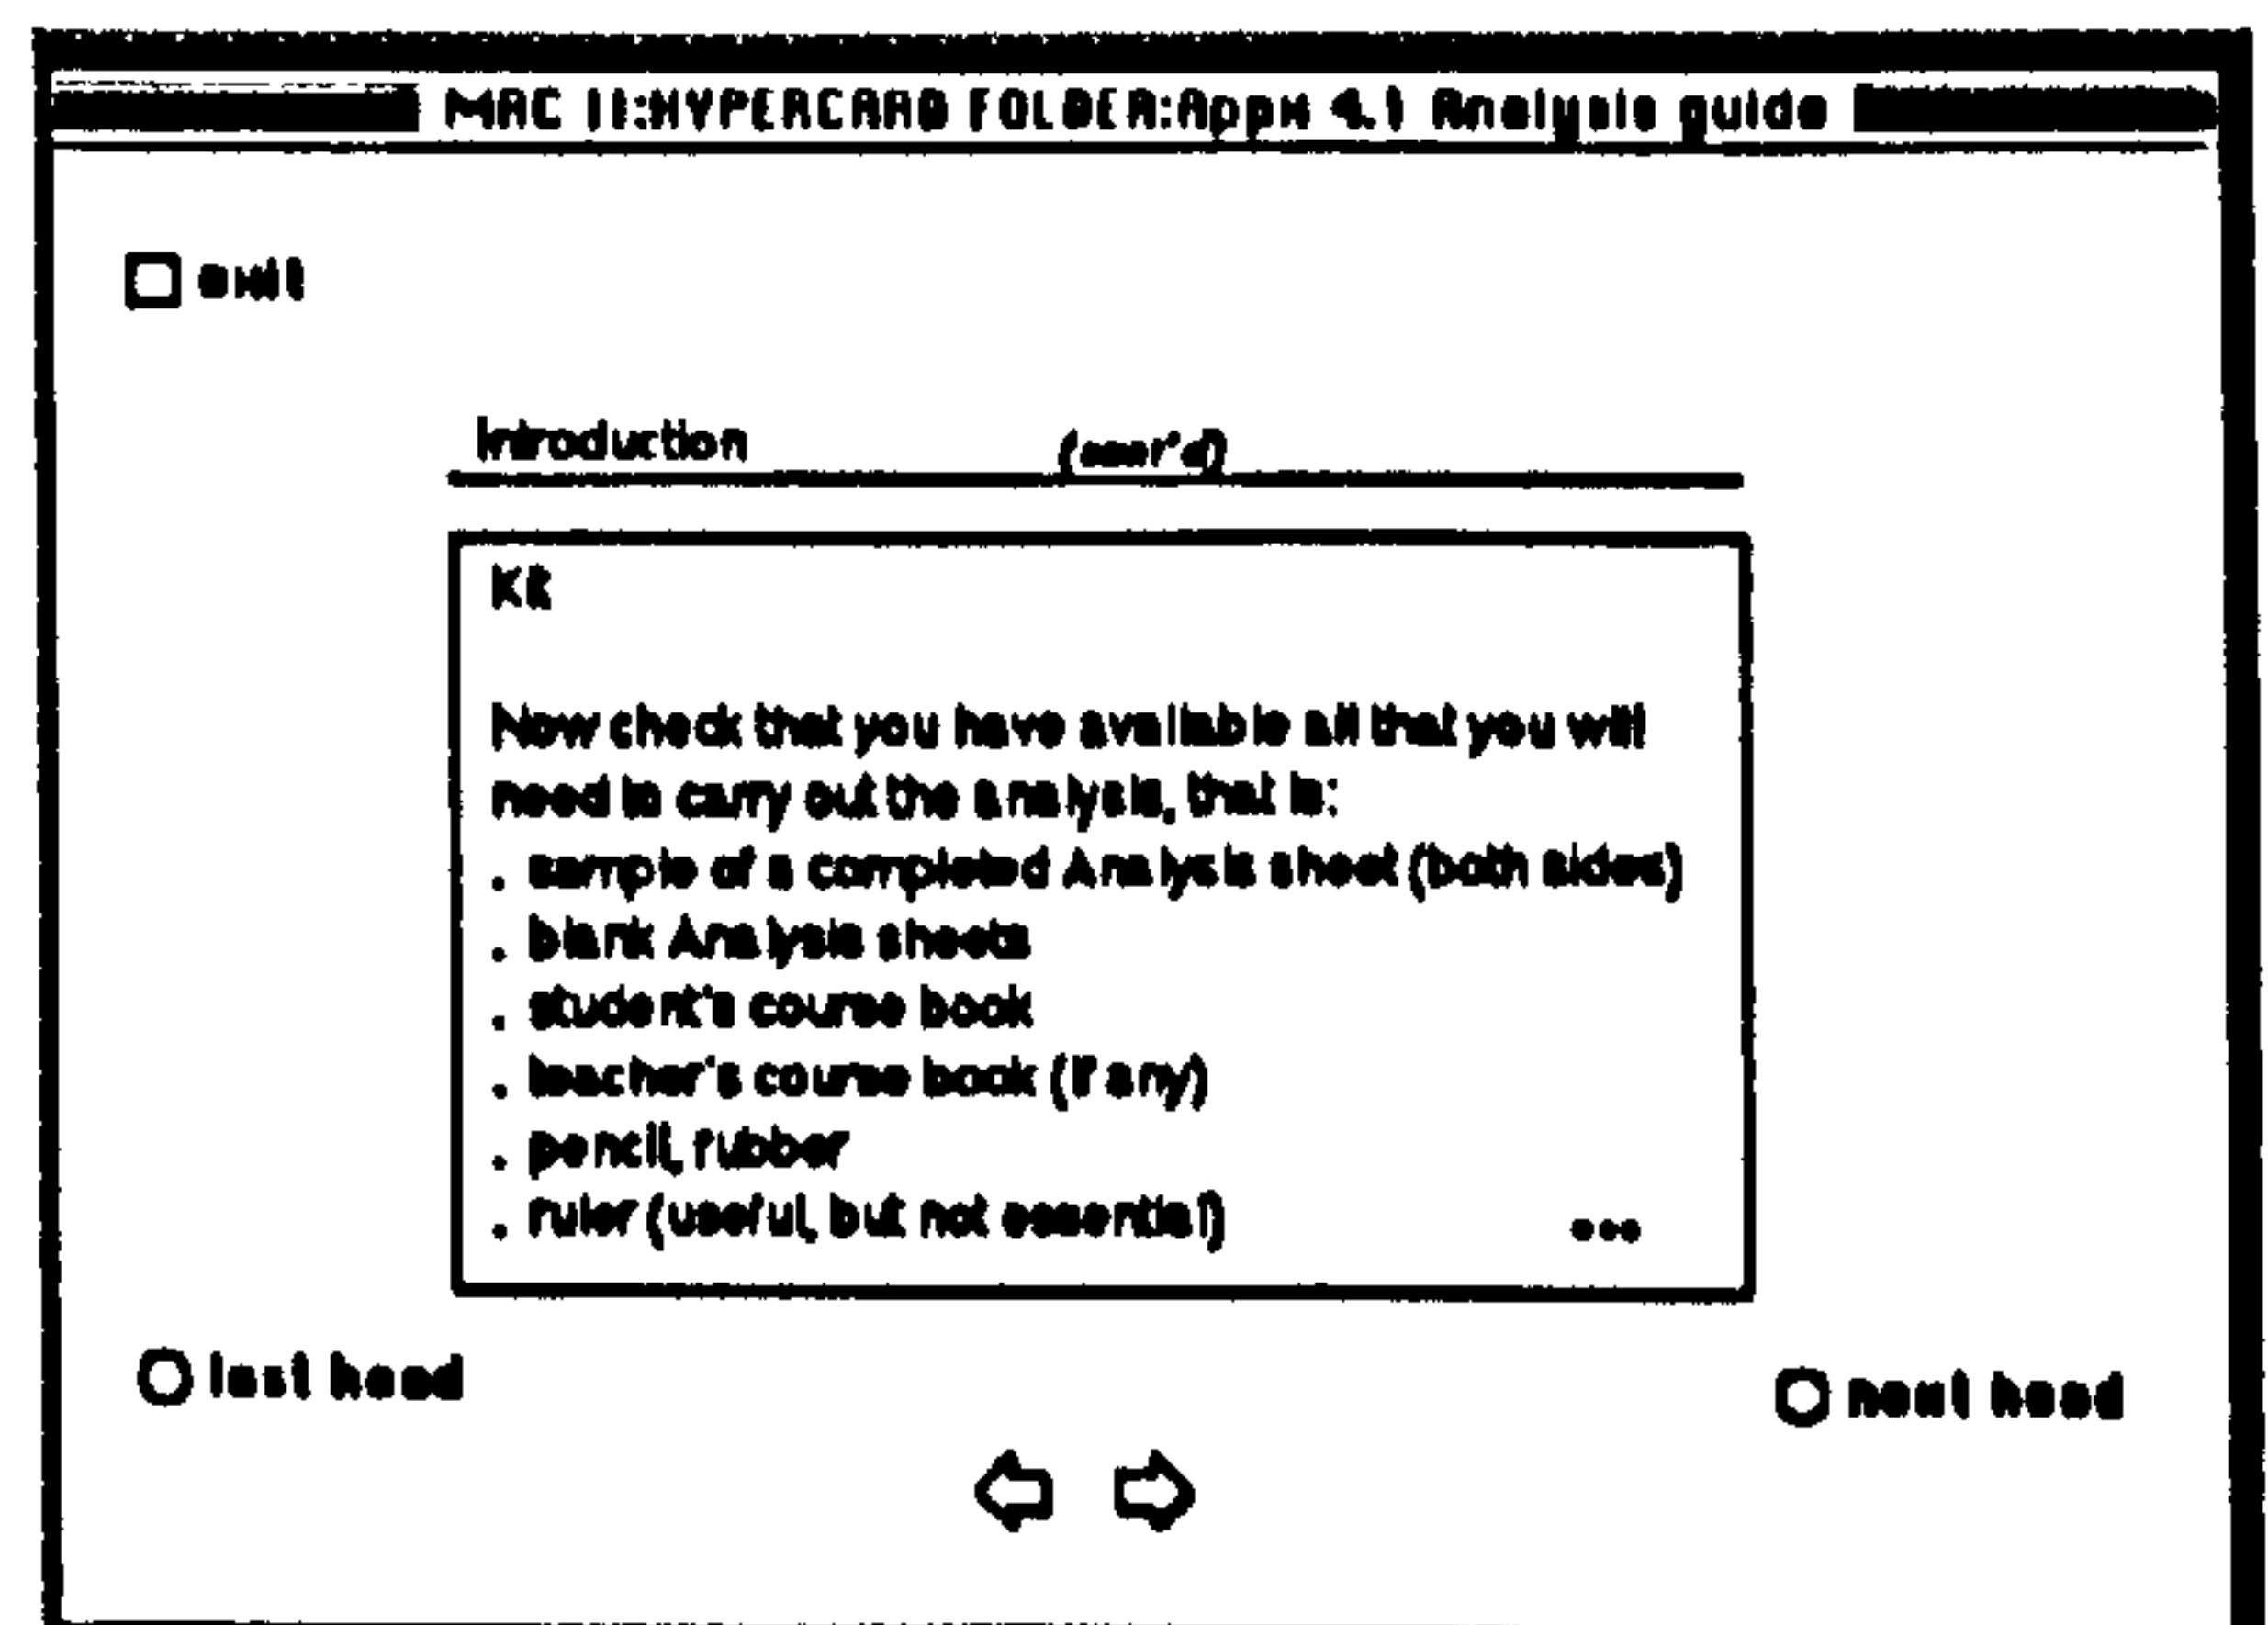 MAC II:HYPERCARD FOLDER:Appx 4.1 Analysis guide
exit
Introduction (con't'd)
Now check that you have available all that you will
need to carry out the analysis, that is:
. sample of a completed Analysis sheet (both sides)
. blank Analysis sheets
. student's course book
. teacher's course book (if any)
. pencil, rubber
. ruler (useful, but not essential)
...
last head
next head